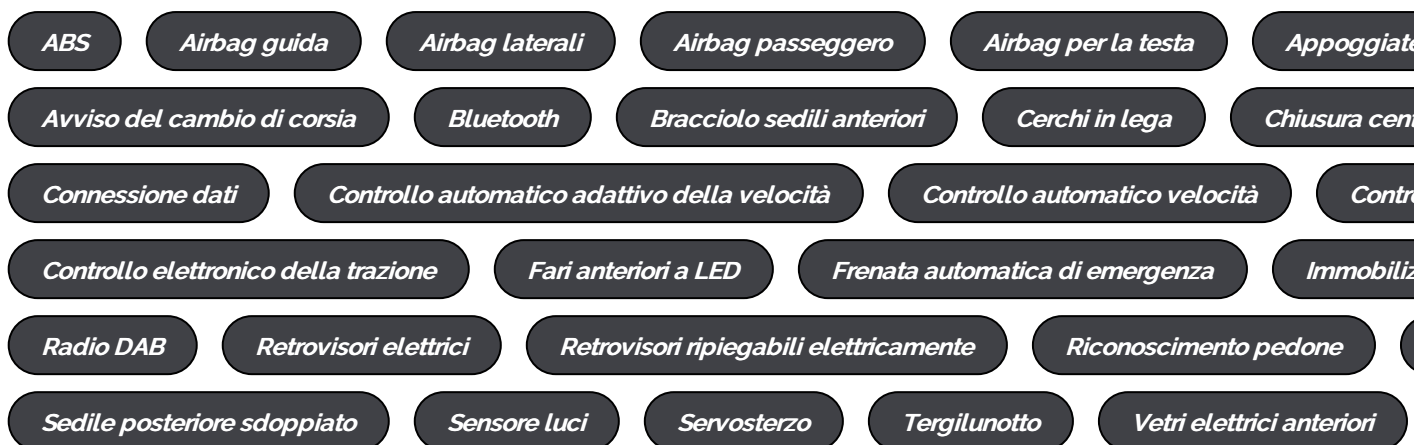 ABS Airbag guida Airbag laterali Airbag passeggero Airbag per la testa
Avviso del cambio di corsia Bluetooth Bracciolo sedili anteriori Cerchi in lega Chiusura
Connessione dati Controllo automatico adattivo della velocità Controllo automatico velocità
Controllo elettronico della trazione Fari anteriori a LED Frenata automatica di emergenza
Radio DAB Retrovisori elettrici Retrovisori ripiegabili elettricamente Riconoscimento pedone
Sedile posteriore sdoppiato Sensore luci Servosterzo Tergilunotto Vetri elettrici anteriori